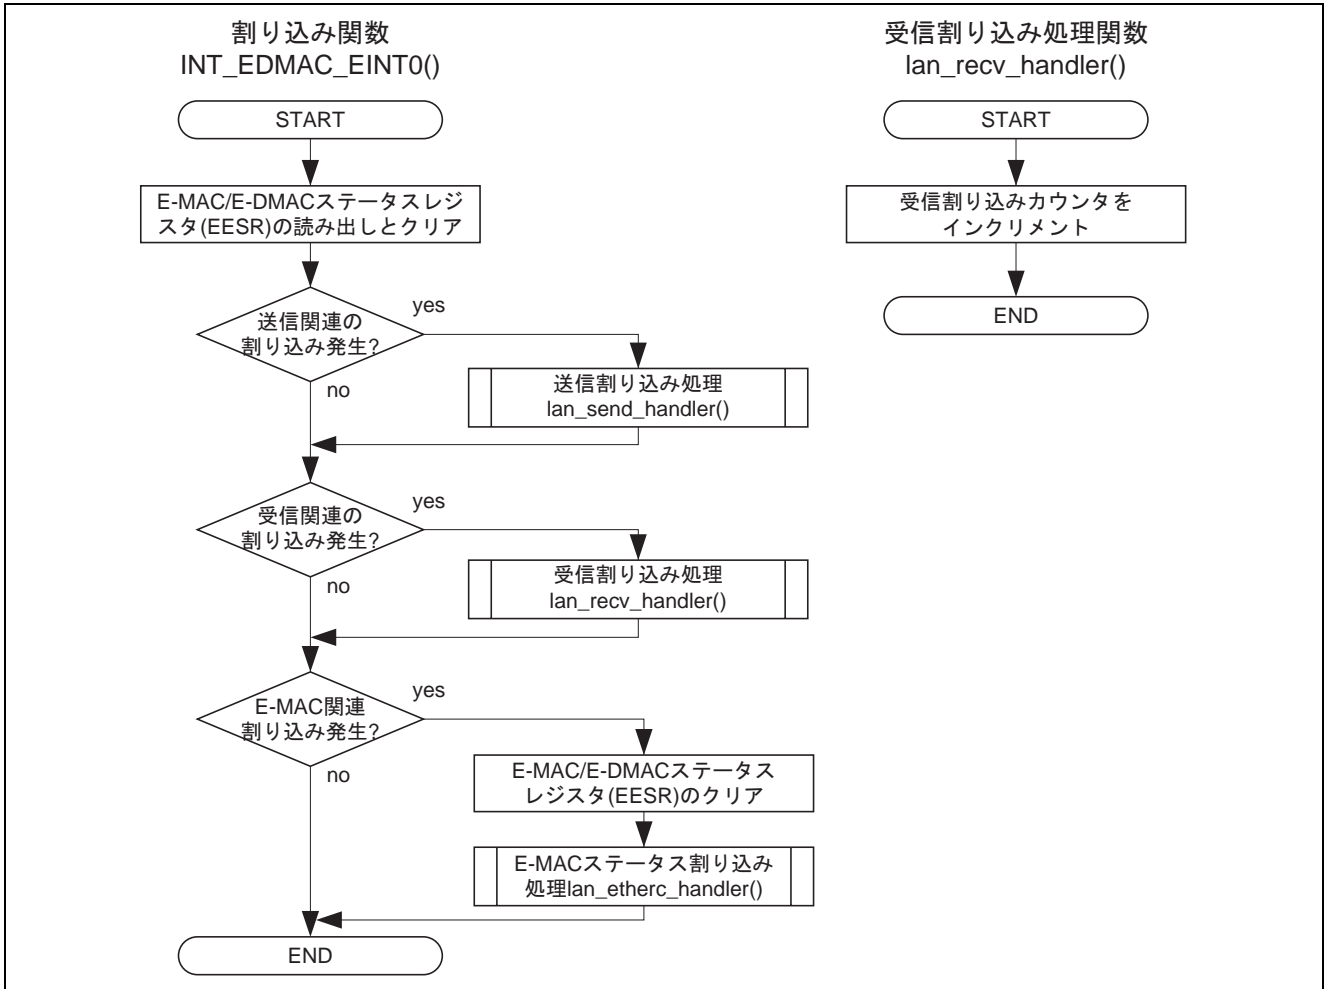 割り込み関数
INT_EDMAC_EINT0()
START
E-MAC/E-DMACステータスレジ
スタ(EESR)の読み出しとクリア
送信関連の
割り込み発生?
yes
no
送信割り込み処理
lan_send_handler()
受信関連の
割り込み発生?
yes
no
受信割り込み処理
lan_recv_handler()
E-MAC関連
割り込み発生?
yes
no
E-MAC/E-DMACステータス
レジスタ(EESR)のクリア
E-MACステータス割り込み
処理lan_etherc_handler()
END
受信割り込み処理関数
lan_recv_handler()
START
受信割り込みカウンタを
インクリメント
END